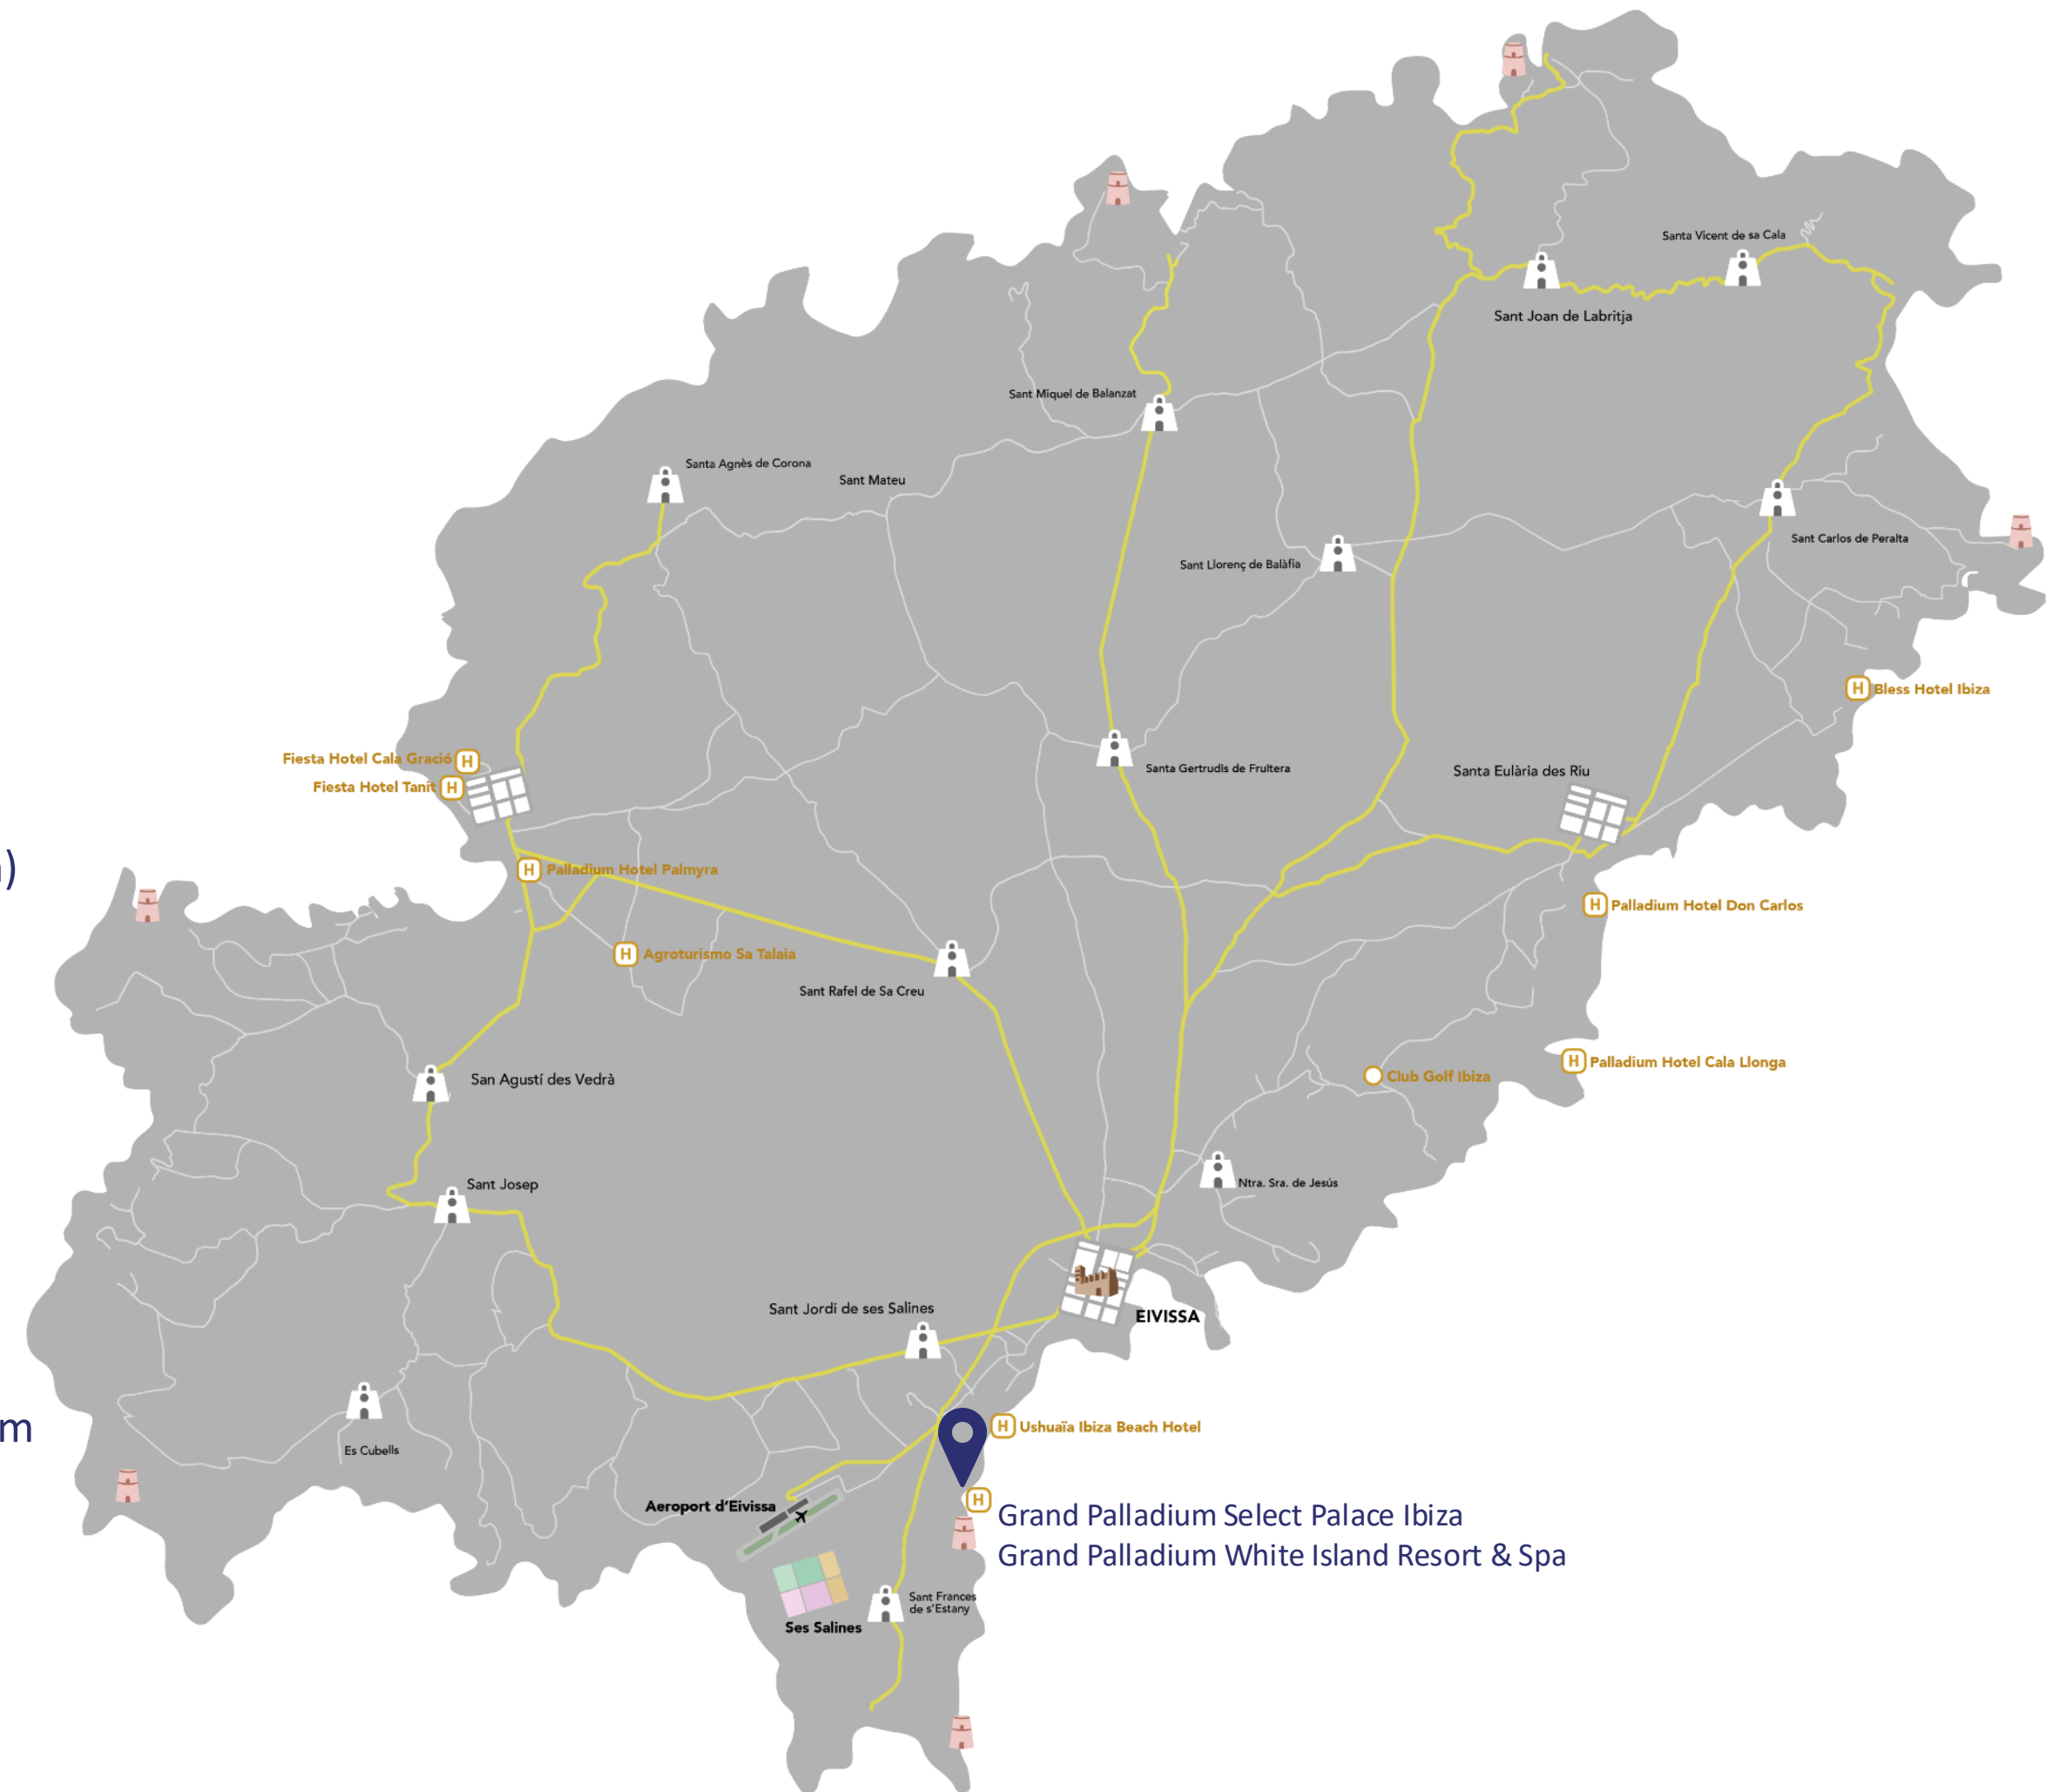 Santa Vicent de sa Cala
Sant Joan de Labritja
Sant Miquel de Balanzat
Santa Agnès de Corona
Sant Mateu
Sant Carlos de Peralta
Sant Llorenç de Balàfia
H Bless Hotel Ibiza
Fiesta Hotel Cala Gració H
Santa Gertrudis de Fruitera
Santa Eulària des Riu
Fiesta Hotel Tanit H
)
H Palladium Hotel Palmyra
H Palladium Hotel Don Carlos
H Agroturismo Sa Talaia
Sant Rafel de Sa Creu
H Palladium Hotel Cala Llonga
Club Golf Ibiza
San Agustí des Vedrà
Sant Josep
Ntra. Sra. de Jesús
Sant Jordi de ses Salines
EIVISSA
m
H Ushuaïa Ibiza Beach Hotel
Es Cubells
Aeroport d'Eivissa
H
Grand Palladium Select Palace Ibiza
Grand Palladium White Island Resort & Spa
Sant Frances
de s'Estany
Ses Salines